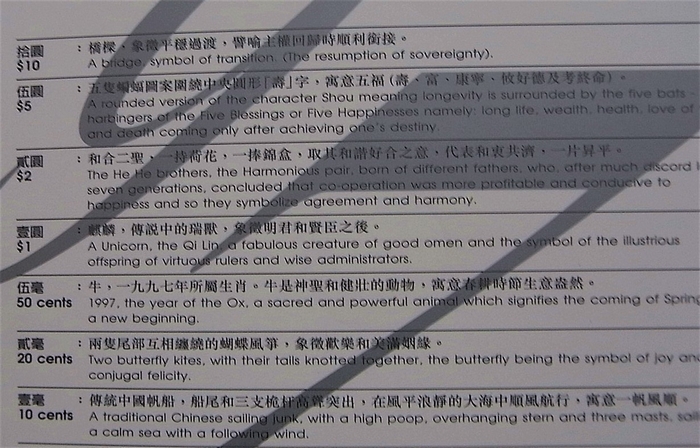 拾圓 : 橋樑，象徵平穩過渡，譬喻主權回歸時順利銜接。
$10 A bridge, symbol of transition. (The resumption of sovereignty).
伍圓 : 五隻蝙蝠圖案圍繞中央圓形「壽」字，寓意五福（壽、富、康寧、攸好德及考終命）。
$5 A rounded version of the character Shou meaning longevity is surrounded by the five bats -
harbingers of the Five Blessings or Five Happinesses namely: long life, wealth, health, love of
and death coming only after achieving one's destiny.
貳圓 : 和合二聖，一持荷花，一捧錦盒，取其和諧好合之意，代表和衷共濟，一片昇平。
$2 The He He brothers, the Harmonious pair, born of different fathers, who, after much discord i
seven generations, concluded that co-operation was more profitable and conducive to
happiness and so they symbolize agreement and harmony.
壹圓 : 麒麟，傳說中的瑞獸，象徵明君和賢臣之後。
$1 A Unicorn, the Qi Lin, a fabulous creature of good omen and the symbol of the illustrious
offspring of virtuous rulers and wise administrators.
伍毫 : 牛，一九九七年所屬生肖。牛是神聖和健壯的動物，寓意春耕時節生意盎然。
50 cents 1997, the year of the Ox, a sacred and powerful animal which signifies the coming of Spring
a new beginning.
貳毫 : 兩隻尾部互相纏繞的蝴蝶風箏，象徵歡樂和美滿姻緣。
20 cents Two butterfly kites, with their tails knotted together, the butterfly being the symbol of joy and
conjugal felicity.
壹毫 : 傳統中國帆船，船尾和三支桅杆高聳突出，在風平浪靜的大海中順風航行，寓意一帆風順。
10 cents A traditional Chinese sailing junk, with a high poop, overhanging stern and three masts, sail
a calm sea with a following wind.